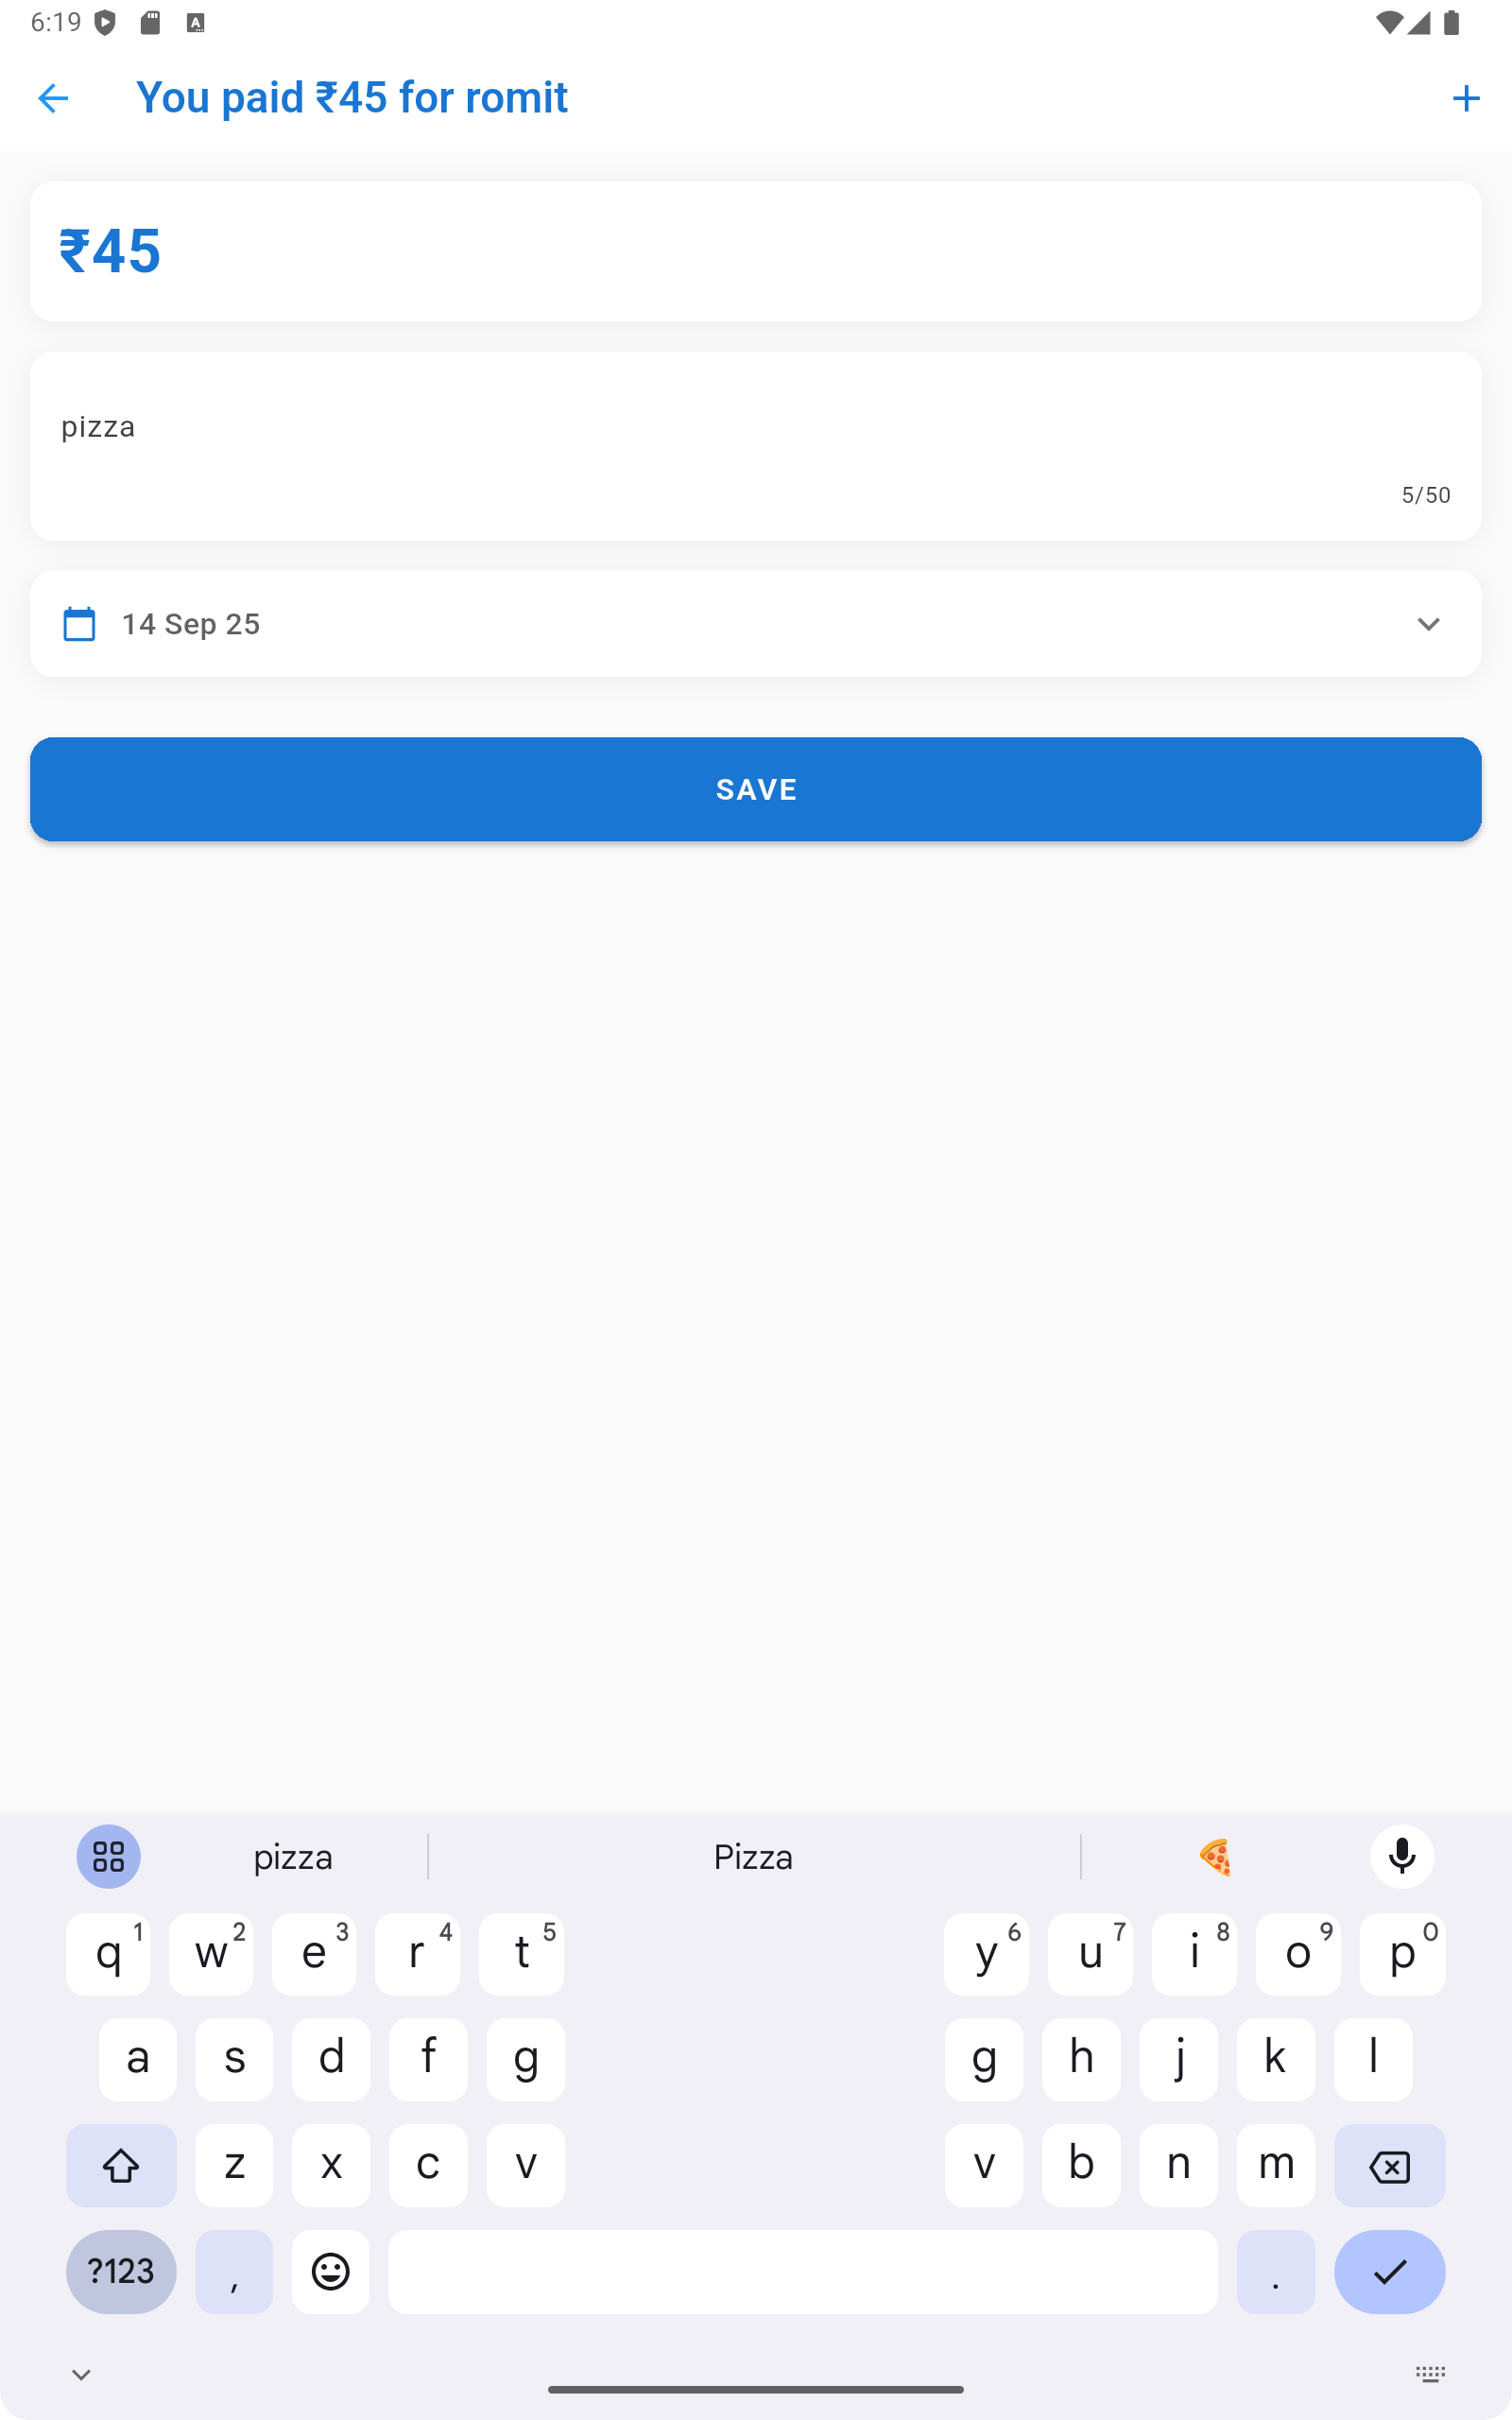 6:19
You paid ₹45 for romit
₹45
pizza
5/50
14 Sep 25
SAVE
pizza Pizza
q 1 w 2 e 3 r 4 t 5 y 6 u 7 i 8 o 9 p 0
a s d f g g h j k l
z x c v v b n m
?123 , .